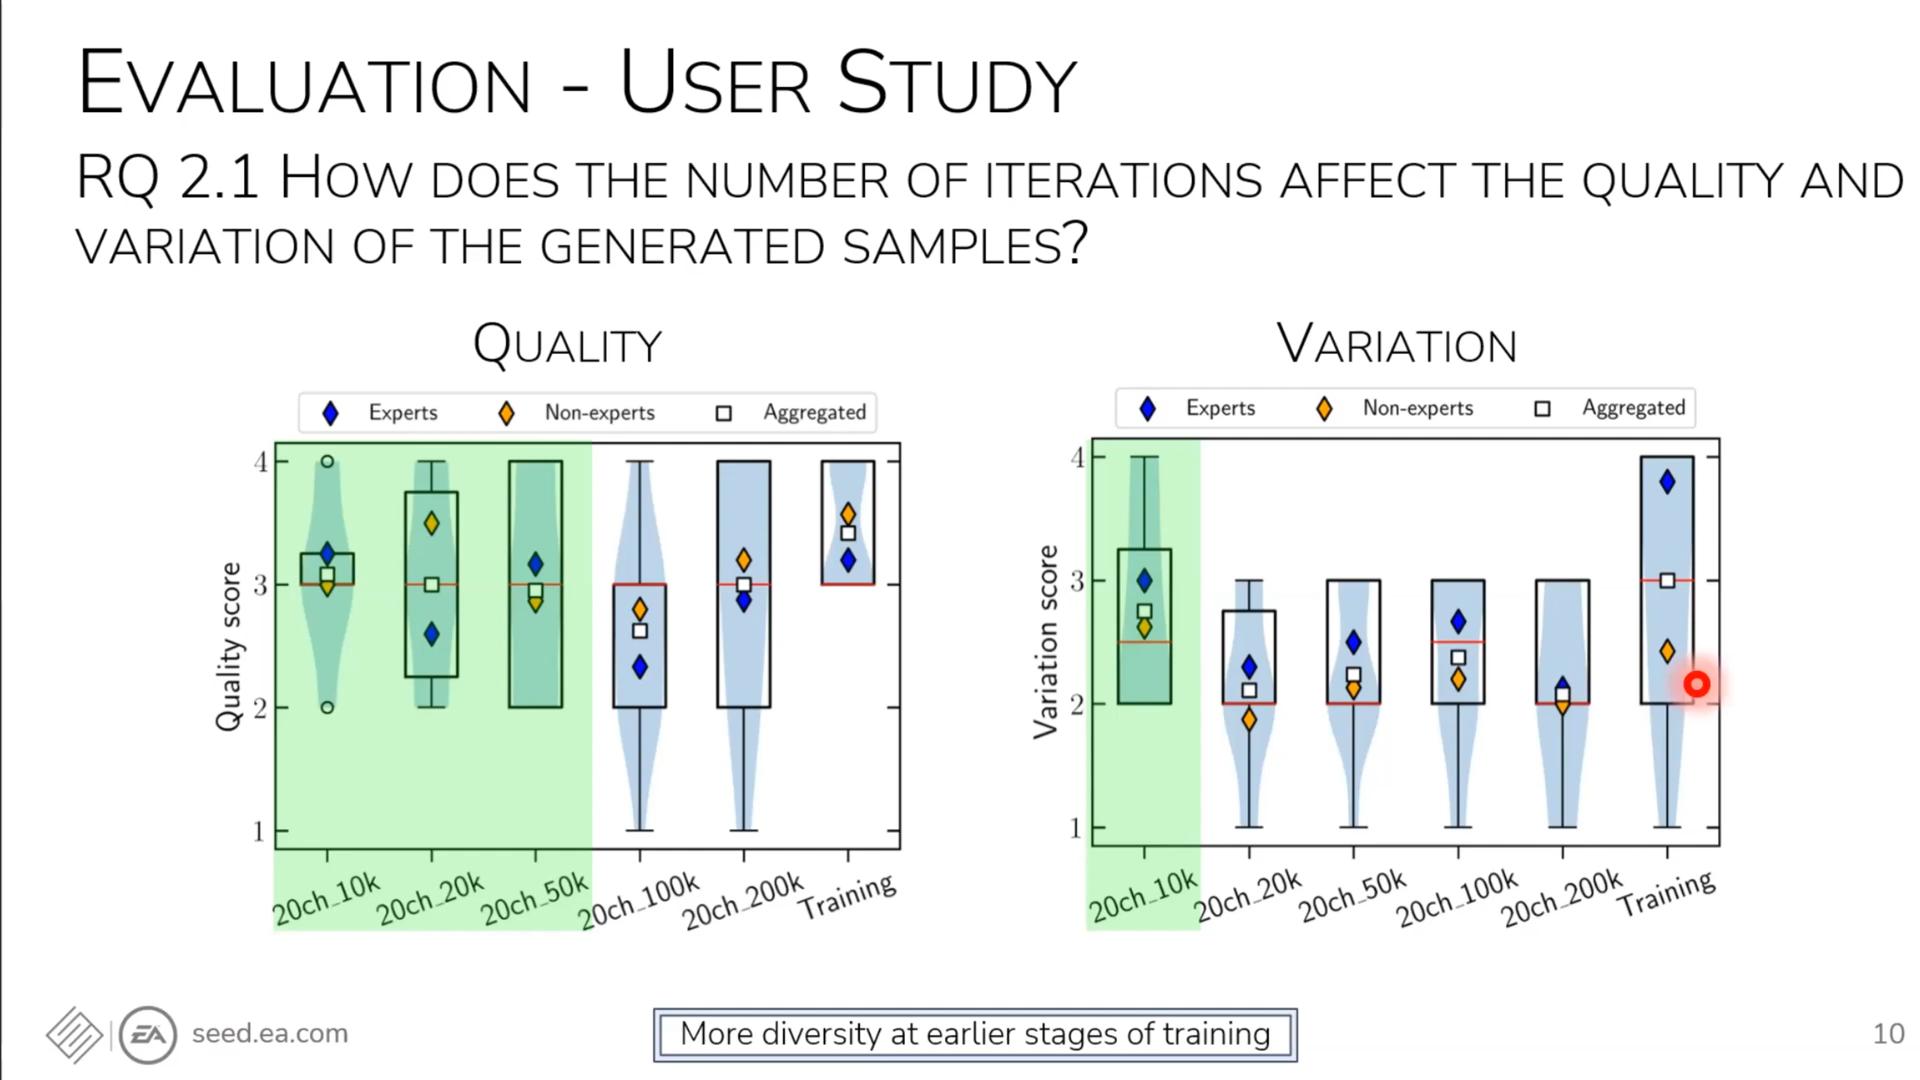 EVALUATION - USER STUDY
RQ 2.1 HOW DOES THE NUMBER OF ITERATIONS AFFECT THE QUALITY AND
VARIATION OF THE GENERATED SAMPLES?
QUALITY
Experts Non-experts Aggregated
Quality score
4
3
2
1
20ch_10k 20ch_20k 20ch_50k 20ch_100k 20ch_200k Training
VARIATION
Experts Non-experts Aggregated
Variation score
4
3
2
1
20ch_10k 20ch_20k 20ch_50k 20ch_100k 20ch_200k Training
EA seed.ea.com
More diversity at earlier stages of training
10